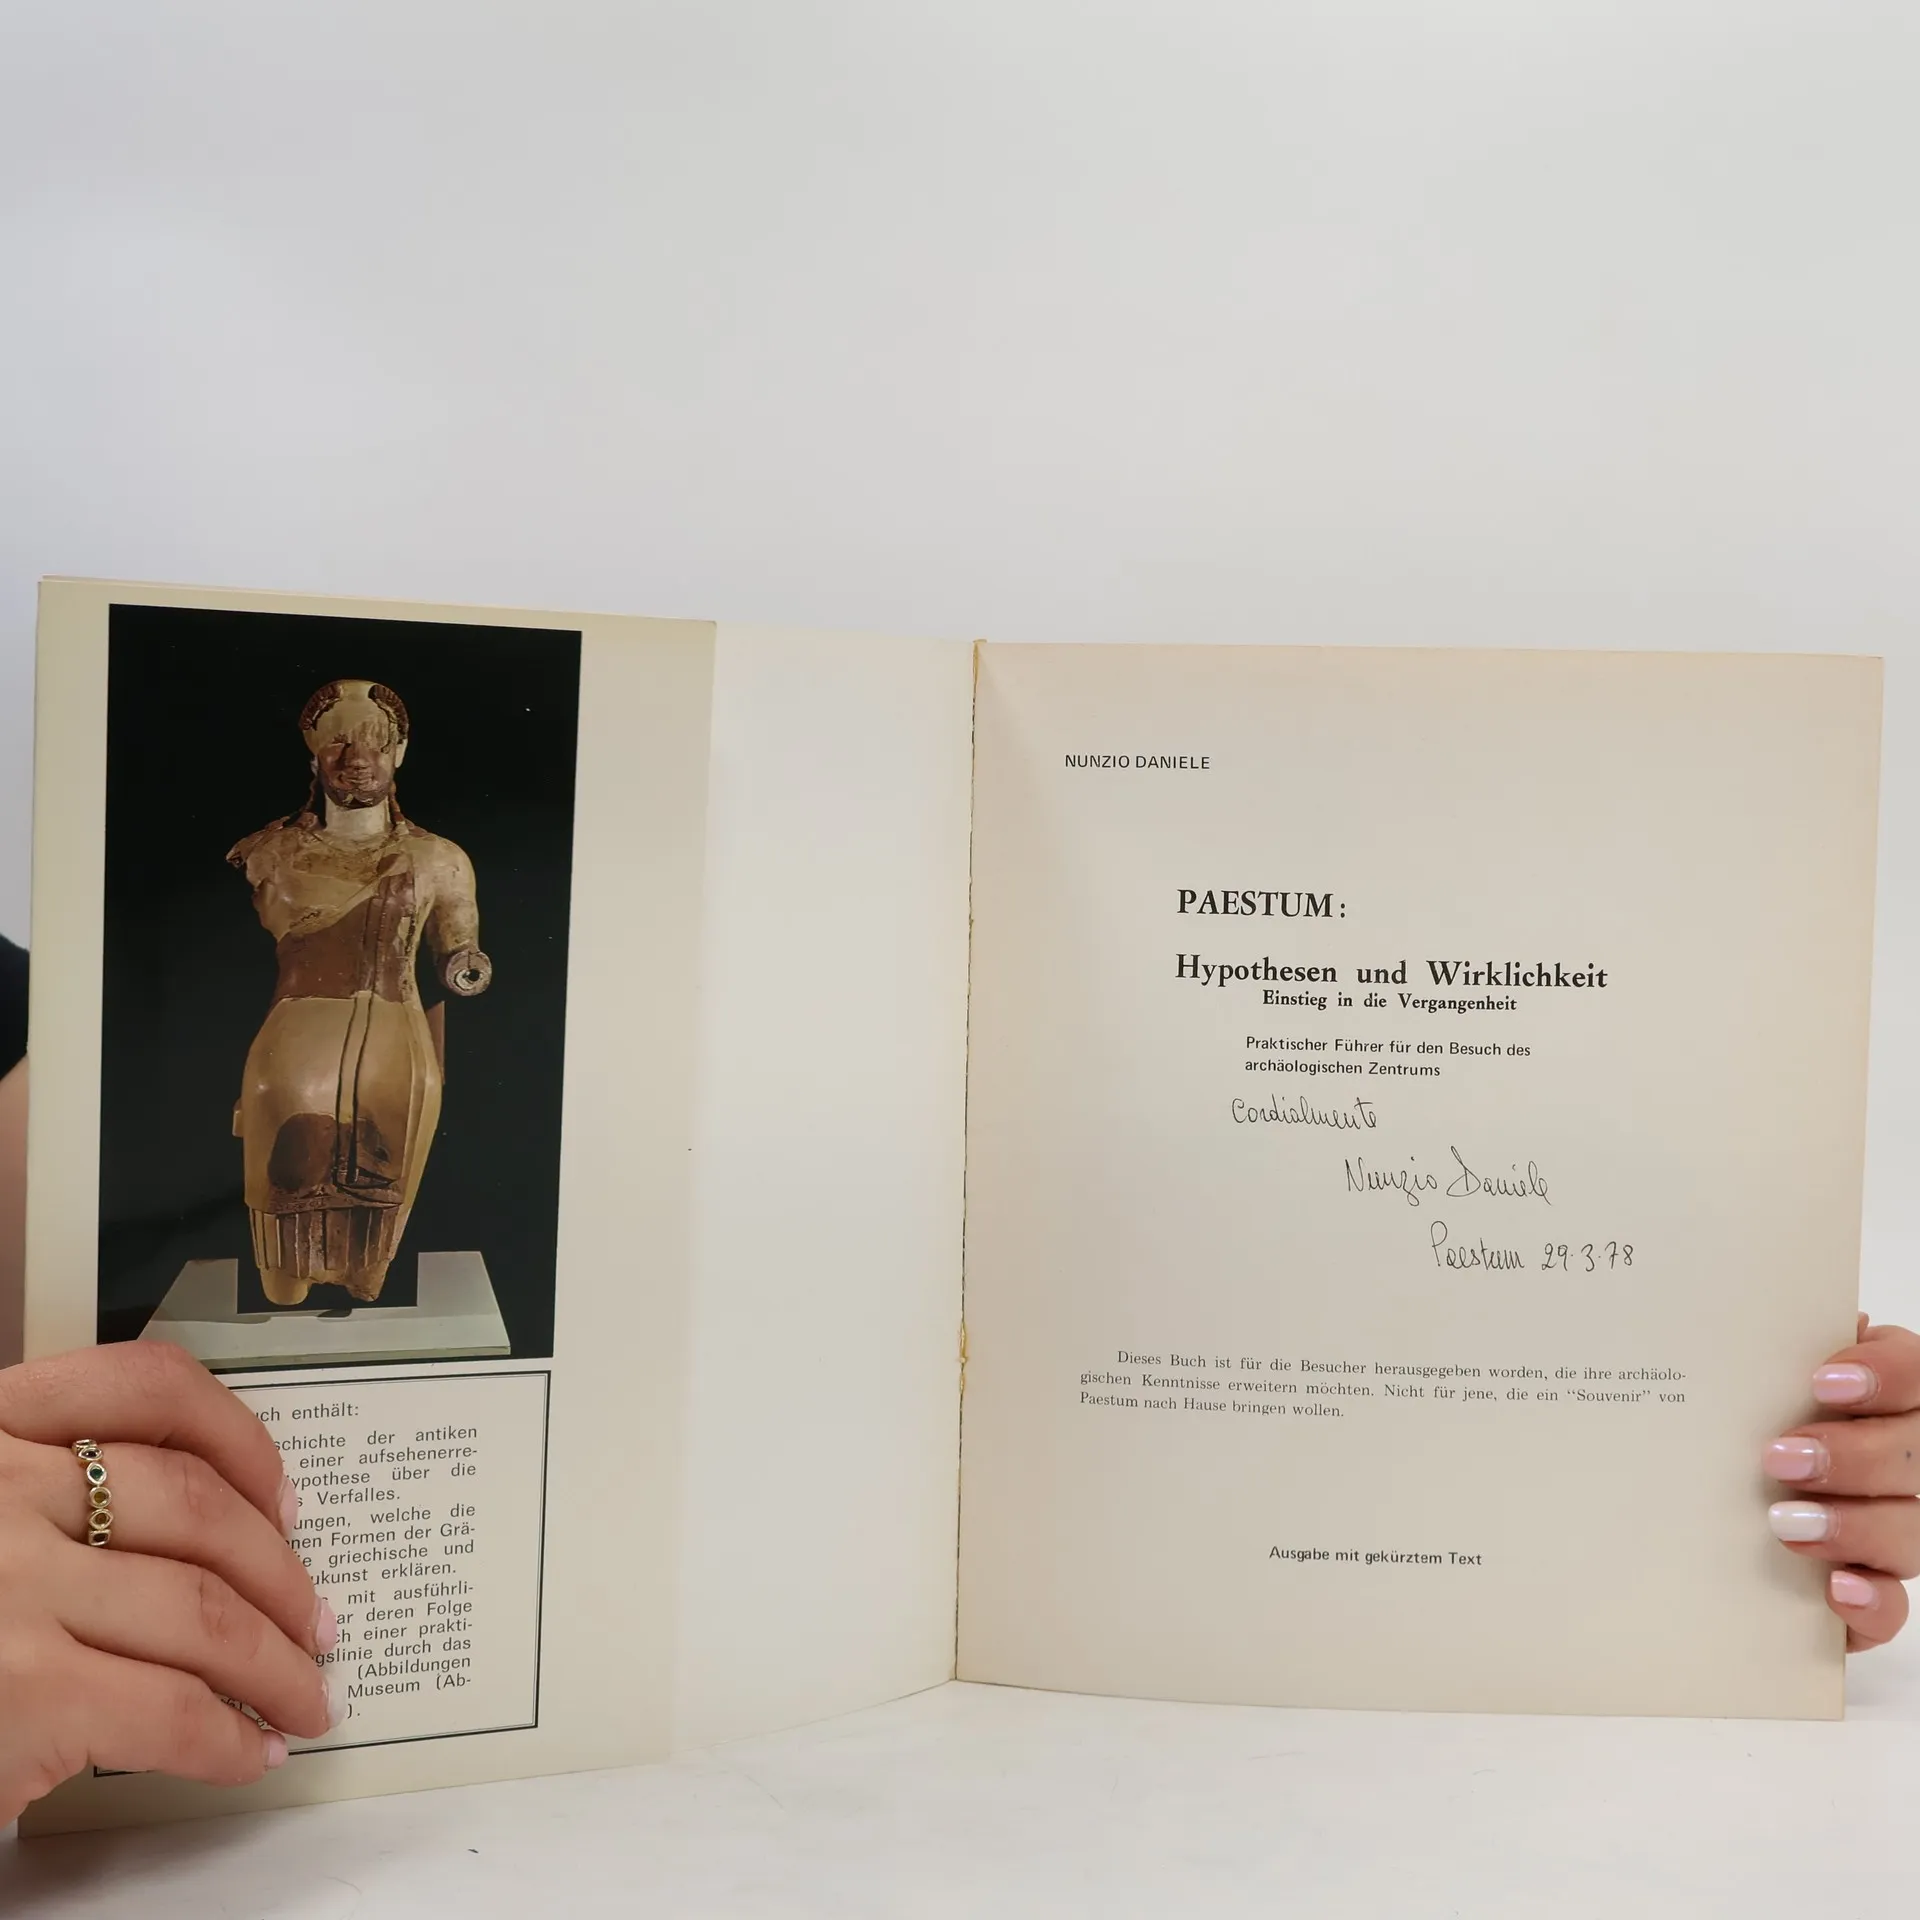 uch enthält:
schichte der antiken
einer aufsehenerre-
ypothese über die
s Verfalles.
ungen, welche die
nen Formen der Grä-
e griechische und
ukunst erklären.
mit ausführli-
ar deren Folge
ch einer prakti-
gslinie durch das
(Abbildungen
Museum (Ab-
).
NUNZIO DANIELE
PAESTUM:
Hypothesen und Wirklichkeit
Einstieg in die Vergangenheit
Praktischer Führer für den Besuch des
archäologischen Zentrums
Cordialmente
Nunzio Daniele
Paestum 29.3.78
Dieses Buch ist für die Besucher herausgegeben worden, die ihre archäolo-
gischen Kenntnisse erweitern möchten. Nicht für jene, die ein “Souvenir” von
Paestum nach Hause bringen wollen.
Ausgabe mit gekürztem Text